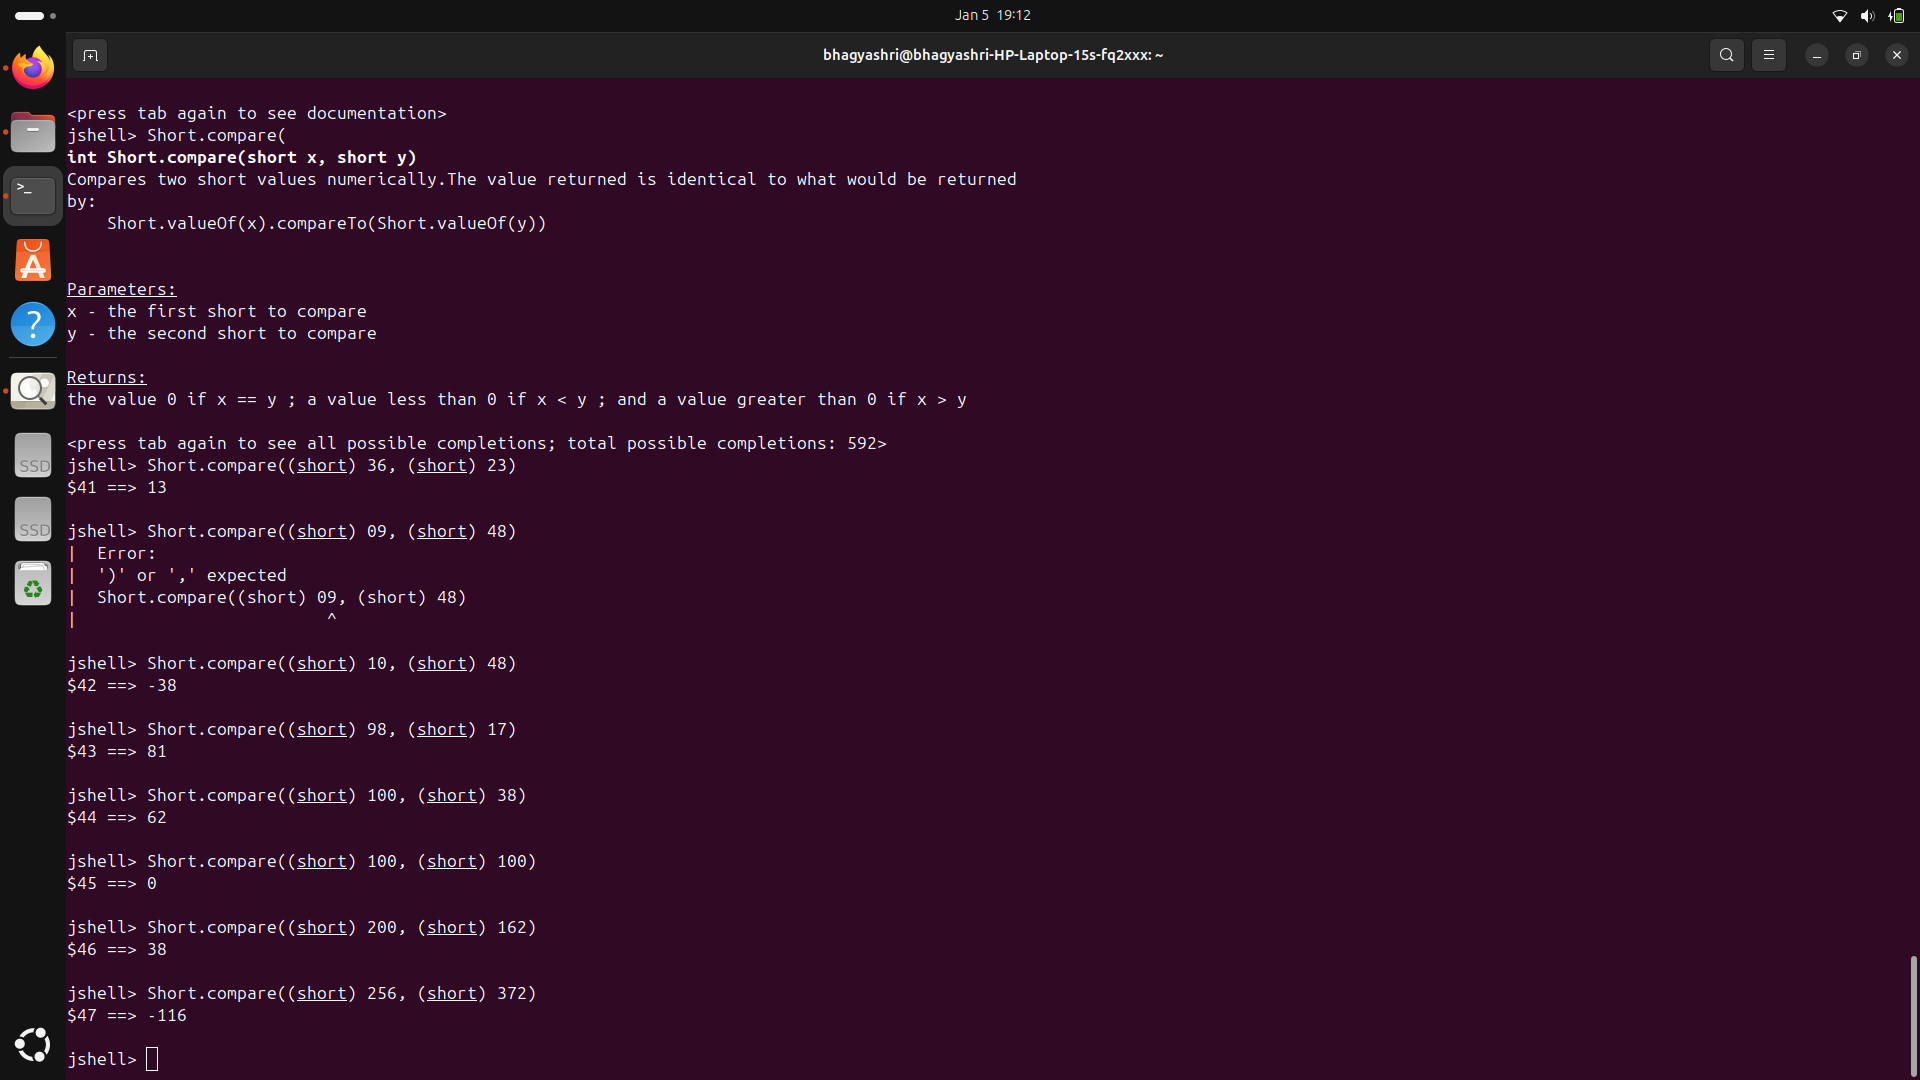 Jan 5 19:12
bhagyashri@bhagyashri-HP-Laptop-15s-fq2xxx: ~
<press tab again to see documentation>
jshell> Short.compare(
int Short.compare(short x, short y)
Compares two short values numerically.The value returned is identical to what would be returned
by:
    Short.valueOf(x).compareTo(Short.valueOf(y))
Parameters:
x - the first short to compare
y - the second short to compare
Returns:
the value 0 if x == y ; a value less than 0 if x < y ; and a value greater than 0 if x > y
<press tab again to see all possible completions; total possible completions: 592>
jshell> Short.compare((short) 36, (short) 23)
$41 ==> 13
jshell> Short.compare((short) 09, (short) 48)
|  Error:
|  ')' or ',' expected
|  Short.compare((short) 09, (short) 48)
|                         ^
jshell> Short.compare((short) 10, (short) 48)
$42 ==> -38
jshell> Short.compare((short) 98, (short) 17)
$43 ==> 81
jshell> Short.compare((short) 100, (short) 38)
$44 ==> 62
jshell> Short.compare((short) 100, (short) 100)
$45 ==> 0
jshell> Short.compare((short) 200, (short) 162)
$46 ==> 38
jshell> Short.compare((short) 256, (short) 372)
$47 ==> -116
jshell>
>_
A
?
SSD
SSD